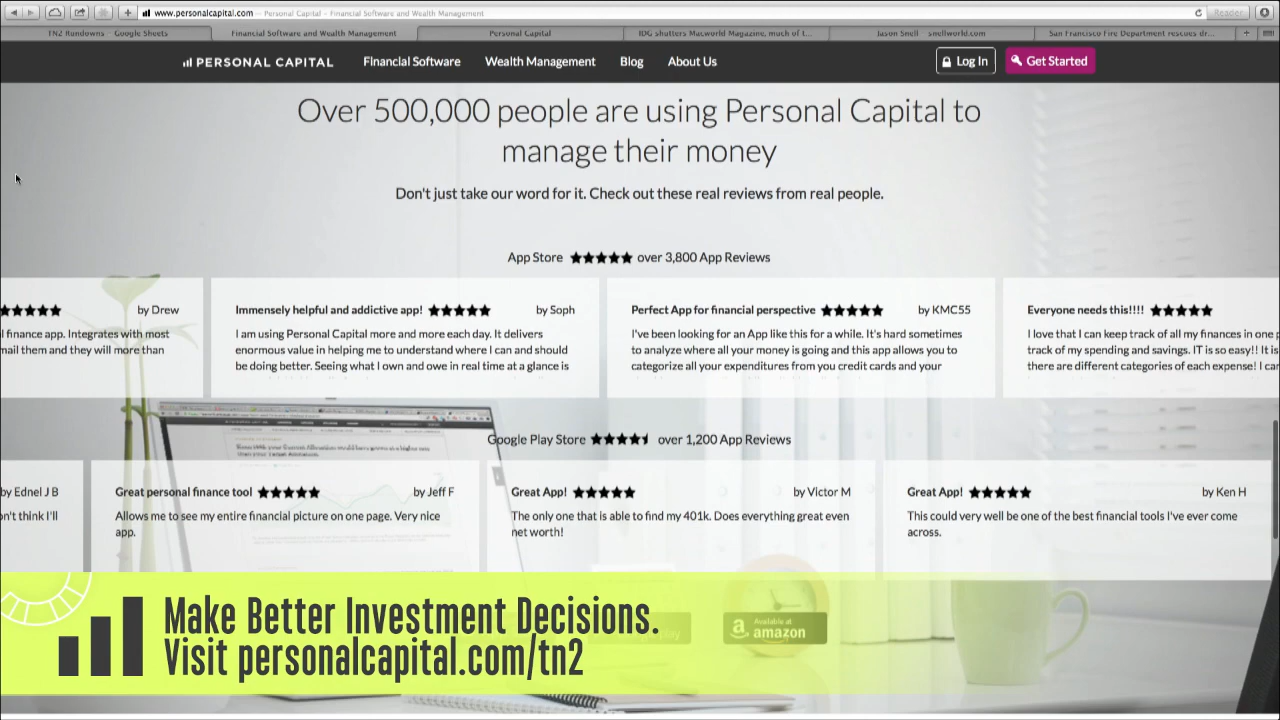 www.personalcapital.com — Personal Capital - Financial Software and Wealth Management
Reader
TN2 Rundowns - Google Sheets
Financial Software and Wealth Management
Personal Capital
IDG shutters Macworld Magazine, much of t...
Jason Snell
snellworld.com
San Francisco Fire Department rescues dr...
PERSONAL CAPITAL
Financial Software
Wealth Management
Blog
About Us
Log In
Get Started
Over 500,000 people are using Personal Capital to
manage their money
Don't just take our word for it. Check out these real reviews from real people.
App Store ★★★★★ over 3,800 App Reviews
★★★★★ by Drew
l finance app. Integrates with most
mail them and they will more than
Immensely helpful and addictive app! ★★★★★ by Soph
I am using Personal Capital more and more each day. It delivers
enormous value in helping me to understand where I can and should
be doing better. Seeing what I own and owe in real time at a glance is
Perfect App for financial perspective ★★★★★ by KMC55
I've been looking for an App like this for a while. It's hard sometimes
to analyze where all your money is going and this app allows you to
categorize all your expenditures from you credit cards and your
Everyone needs this!!!! ★★★★★
I love that I can keep track of all my finances in one p
track of my spending and savings. IT is so easy!! It is
there are different categories of each expense! I can
Google Play Store over 1,200 App Reviews
by Ednel J B
on't think I'll
Great personal finance tool ★★★★★ by Jeff F
Allows me to see my entire financial picture on one page. Very nice
app.
Great App! ★★★★★ by Victor M
The only one that is able to find my 401k. Does everything great even
net worth!
Great App! ★★★★★ by Ken H
This could very well be one of the best financial tools I've ever come
across.
Available at
amazon
Make Better Investment Decisions.
Visit personalcapital.com/tn2